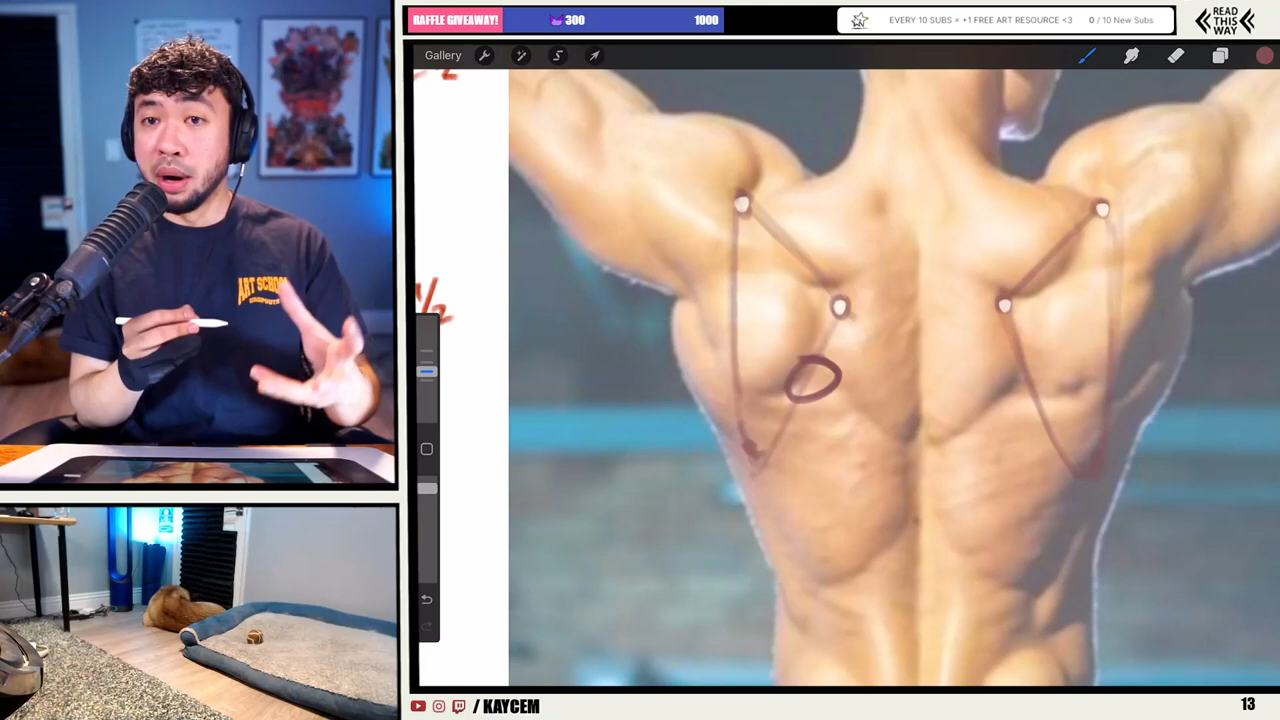 RAFFLE GIVEAWAY! 300 1000
EVERY 10 SUBS = +1 FREE ART RESOURCE <3 0 / 10 New Subs
READ
THIS
WAY
Gallery
ART SCHOOL
/ KAYCEM
13